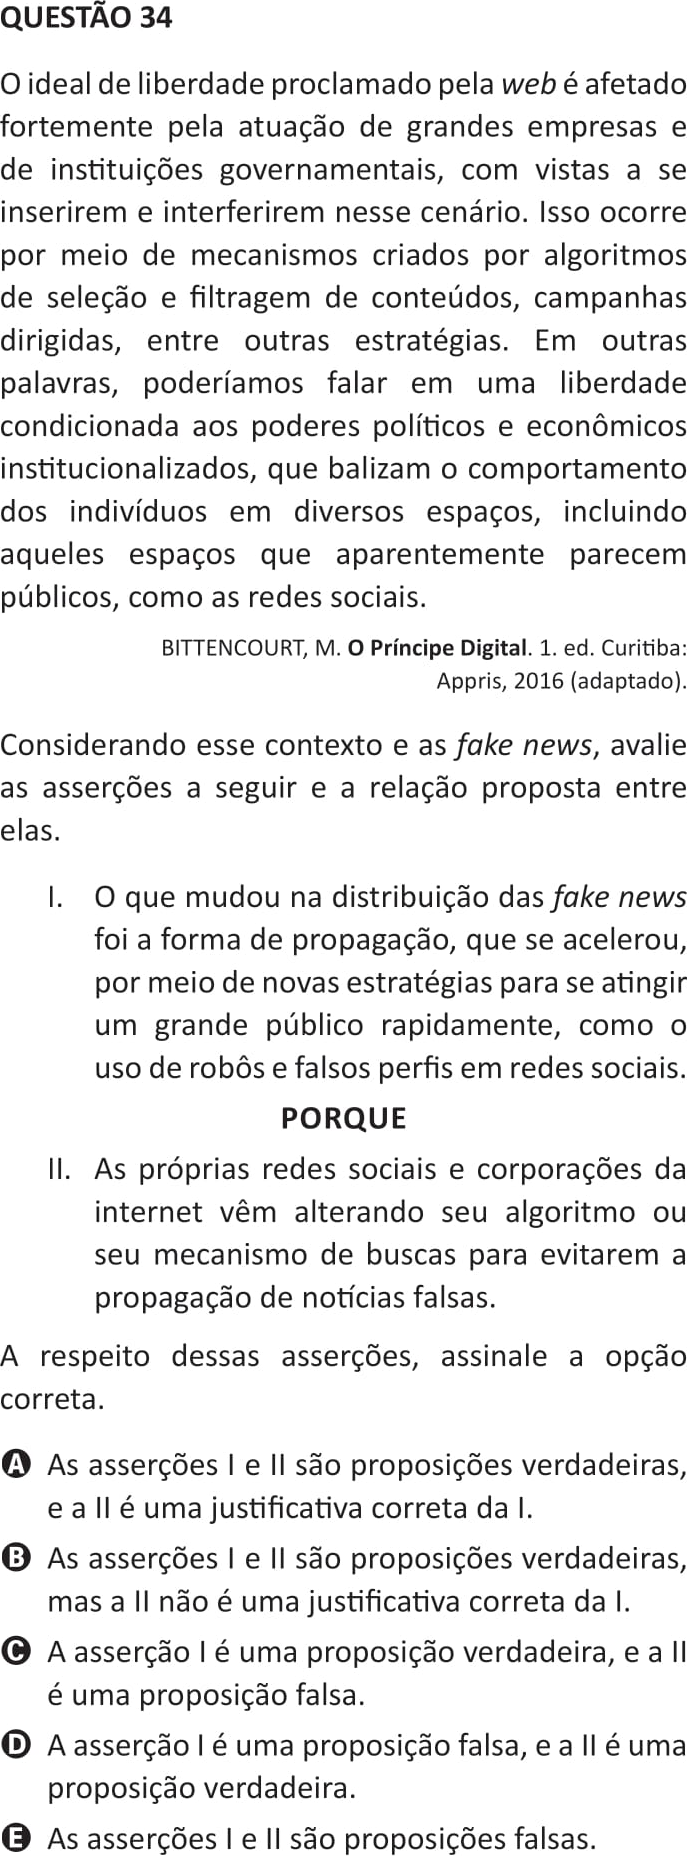 QUESTÃO 34
O ideal de liberdade proclamado pela web é afetado
fortemente pela atuação de grandes empresas e
de instituições governamentais, com vistas a se
inserirem e interferirem nesse cenário. Isso ocorre
por meio de mecanismos criados por algoritmos
de seleção e filtragem de conteúdos, campanhas
dirigidas, entre outras estratégias. Em outras
palavras, poderíamos falar em uma liberdade
condicionada aos poderes políticos e econômicos
institucionalizados, que balizam o comportamento
dos indivíduos em diversos espaços, incluindo
aqueles espaços que aparentemente parecem
públicos, como as redes sociais.
BITTENCOURT, M. O Príncipe Digital. 1. ed. Curitiba:
Appris, 2016 (adaptado).
Considerando esse contexto e as fake news, avalie
as asserções a seguir e a relação proposta entre
elas.
I. O que mudou na distribuição das fake news
foi a forma de propagação, que se acelerou,
por meio de novas estratégias para se atingir
um grande público rapidamente, como o
uso de robôs e falsos perfis em redes sociais.
PORQUE
II. As próprias redes sociais e corporações da
internet vêm alterando seu algoritmo ou
seu mecanismo de buscas para evitarem a
propagação de notícias falsas.
A respeito dessas asserções, assinale a opção
correta.
A As asserções I e II são proposições verdadeiras,
e a II é uma justificativa correta da I.
B As asserções I e II são proposições verdadeiras,
mas a II não é uma justificativa correta da I.
C A asserção I é uma proposição verdadeira, e a II
é uma proposição falsa.
D A asserção I é uma proposição falsa, e a II é uma
proposição verdadeira.
E As asserções I e II são proposições falsas.